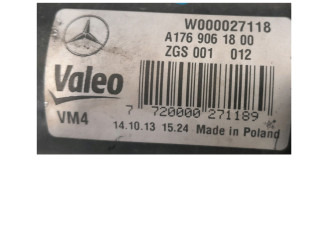 W000027118
A176 906 18 00
ZGS 001 012
Valeo
7 720000 271189
VM4
14.10.13 15.24 Made in Poland